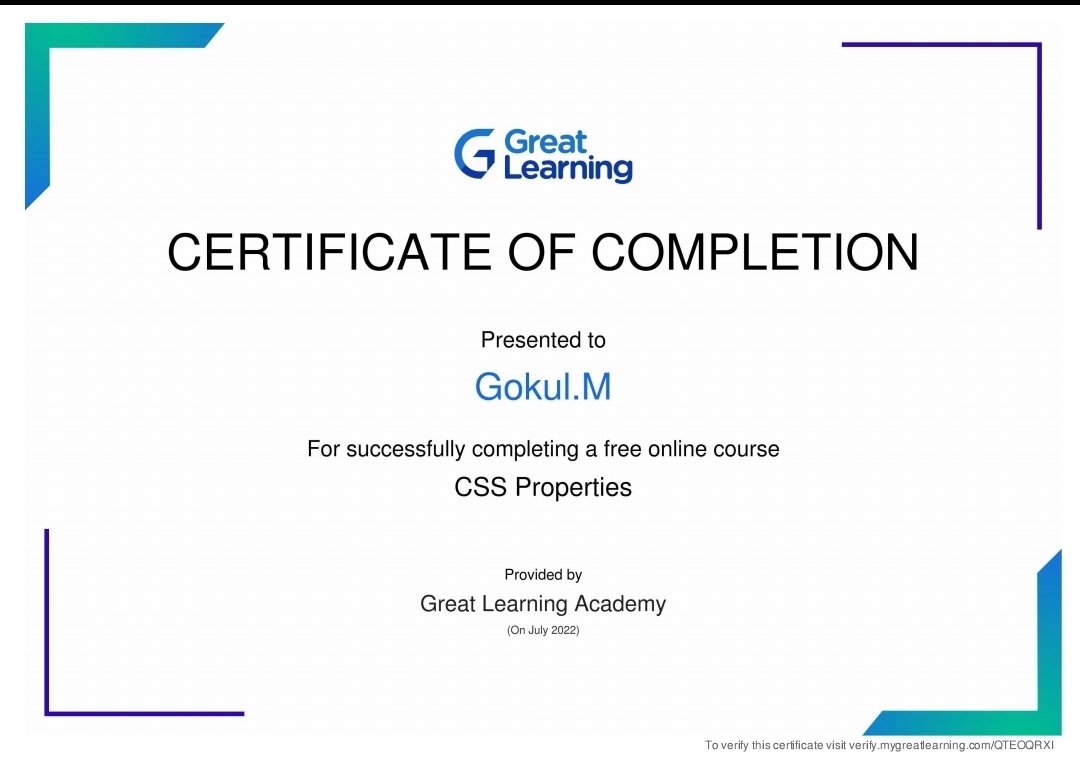 Great
Learning
CERTIFICATE OF COMPLETION
Presented to
Gokul.M
For successfully completing a free online course
CSS Properties
Provided by
Great Learning Academy
(On July 2022)
To verify this certificate visit verify.mygreatlearning.com/QTEOQRXI